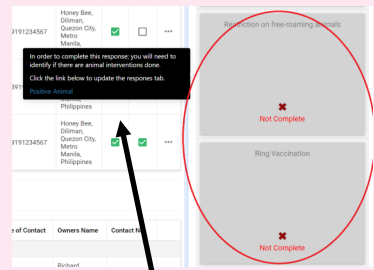 Honey Bee,
Diliman,
9191234567 Quezon City,
Metro
Manila,
In order to complete this response; you will need to
identify if there are animal interventions done.
Click the link below to update the respones tab.
Positive Animal
Philippines
Honey Bee,
Diliman,
9191234567 Quezon City,
Metro
Manila,
Philippines
e of Contact Owners Name Contact N
Richard
Restriction on free-roaming animals
Not Complete
Ring Vaccination
Not Complete